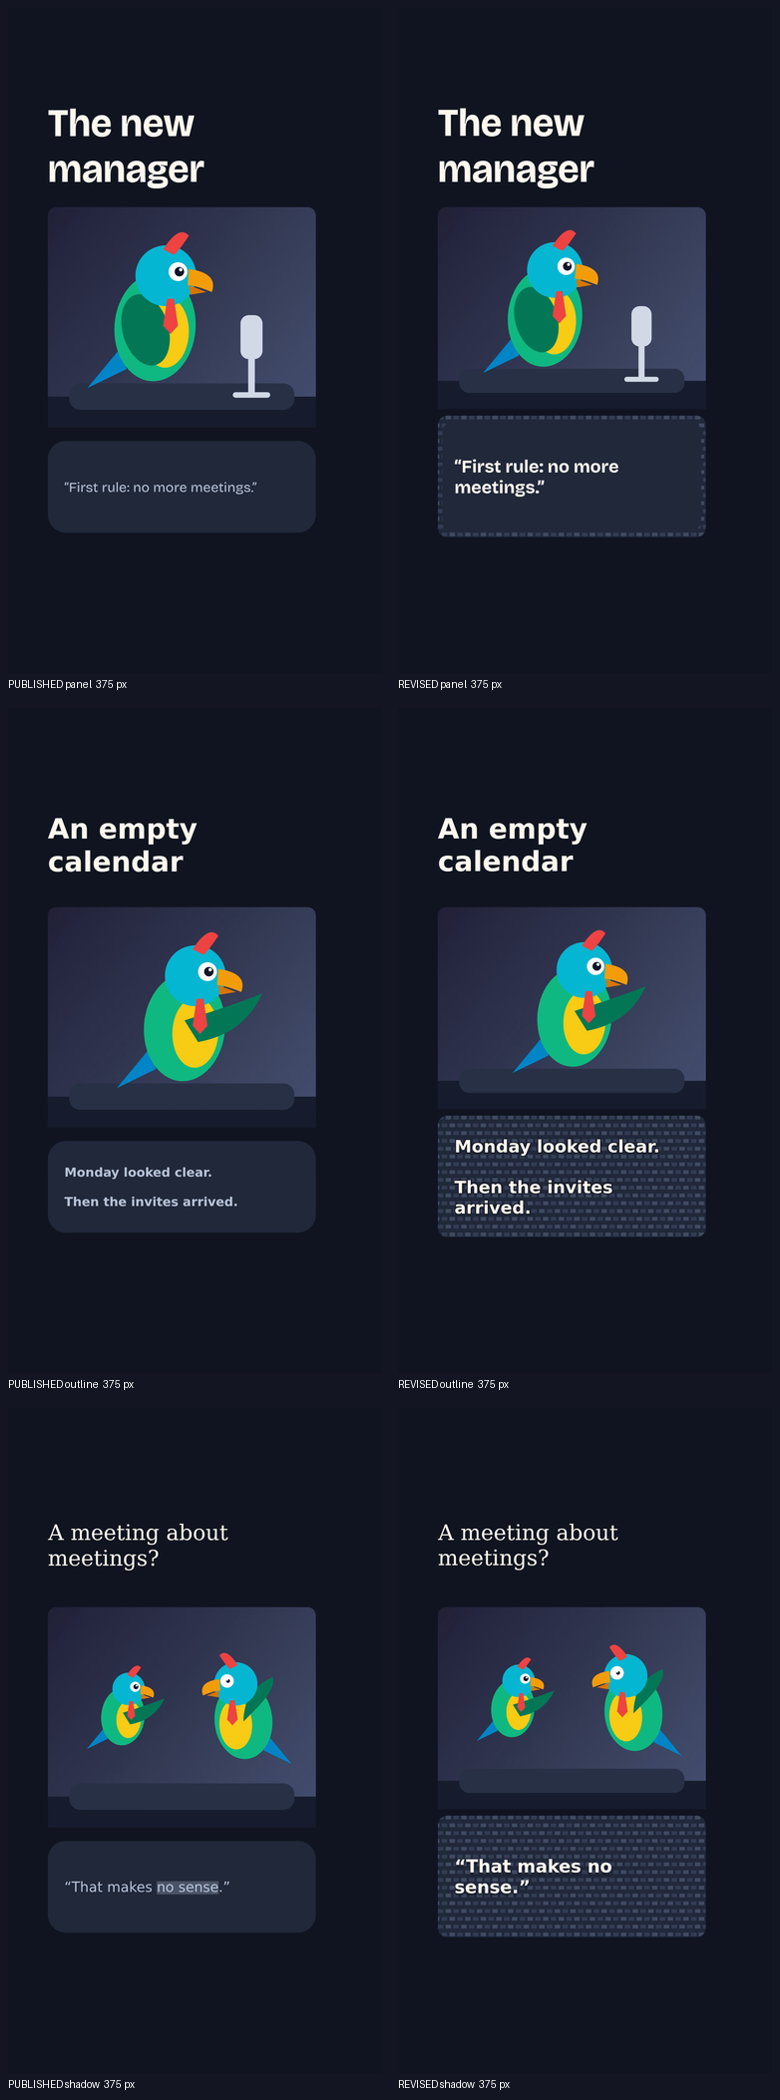 The new
manager
“First rule: no more meetings.”
PUBLISHED panel 375 px
The new
manager
“First rule: no more
meetings.”
REVISED panel 375 px
An empty
calendar
Monday looked clear.
Then the invites arrived.
PUBLISHED outline 375 px
An empty
calendar
Monday looked clear.
Then the invites
arrived.
REVISED outline 375 px
A meeting about
meetings?
“That makes no sense.”
PUBLISHED shadow 375 px
A meeting about
meetings?
“That makes no
sense.”
REVISED shadow 375 px